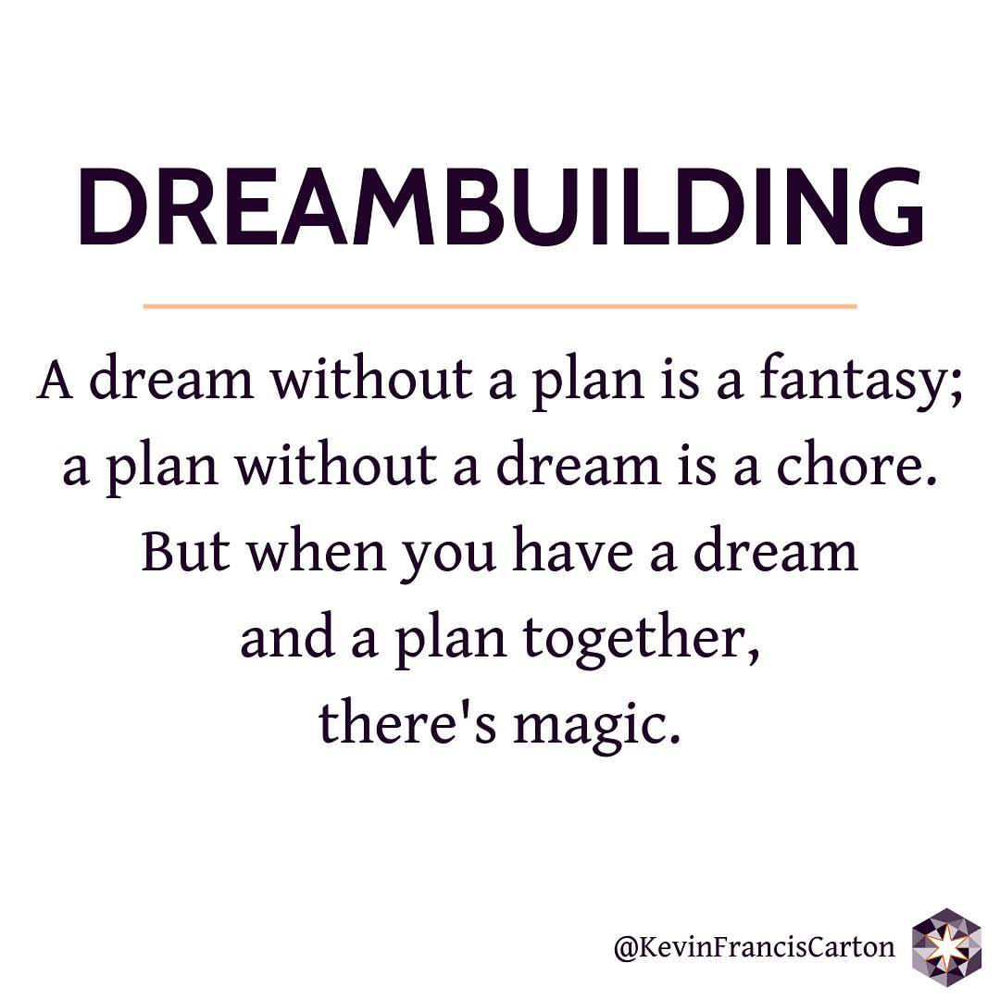 DREAMBUILDING
A dream without a plan is a fantasy;
a plan without a dream is a chore.
But when you have a dream
and a plan together,
there's magic.
@KevinFrancisCarton